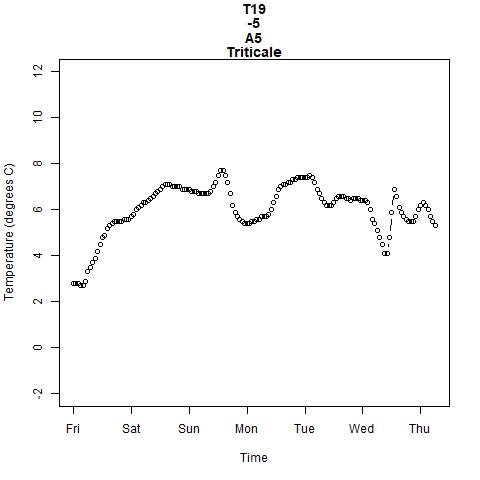 T19
-5
A5
Triticale
12
10
8
6
4
2
0
-2
Temperature (degrees C)
Fri Sat Sun Mon Tue Wed Thu
Time